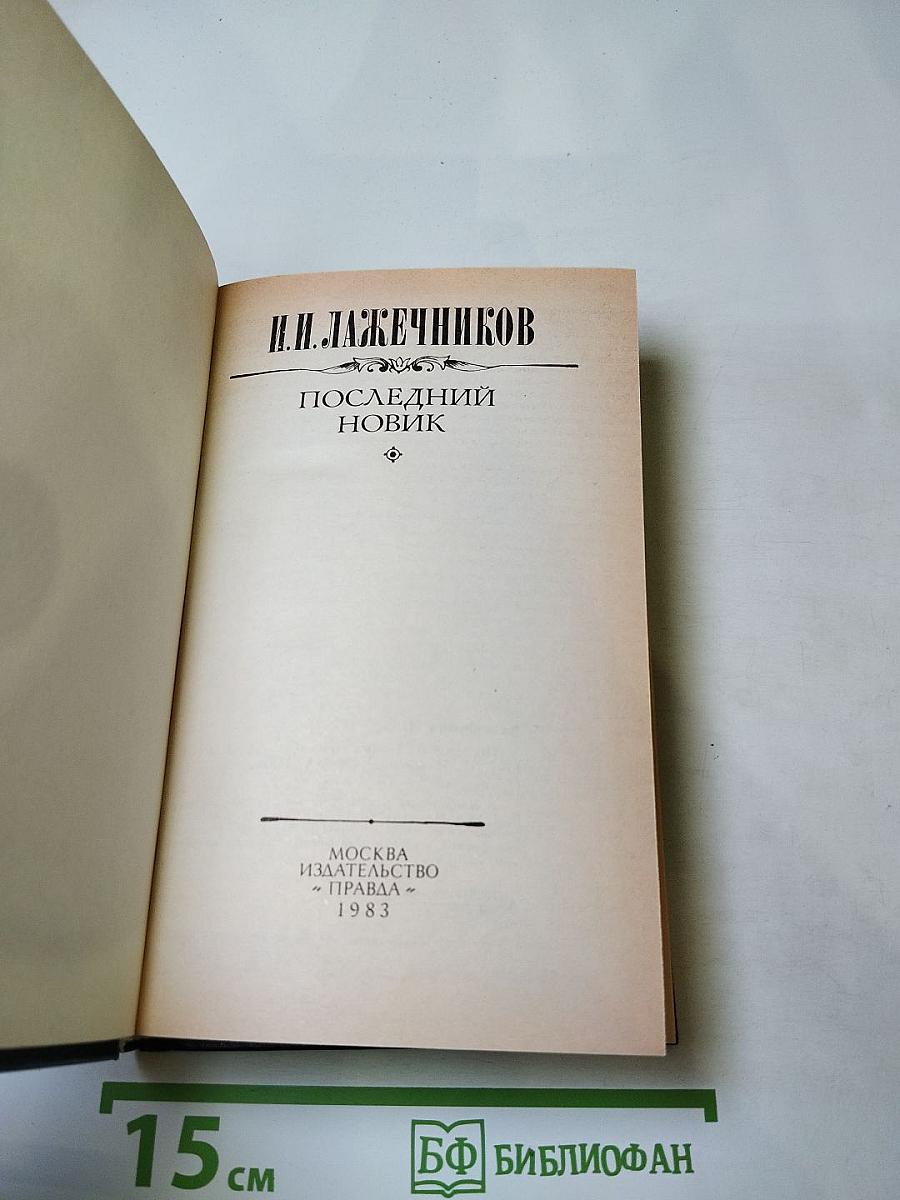 И. И. ЛАЖЕЧНИКОВ
ПОСЛЕДНИЙ
НОВИК
МОСКВА
ИЗДАТЕЛЬСТВО
«ПРАВДА»
1983
15 см
БФ БИБЛИОФАН